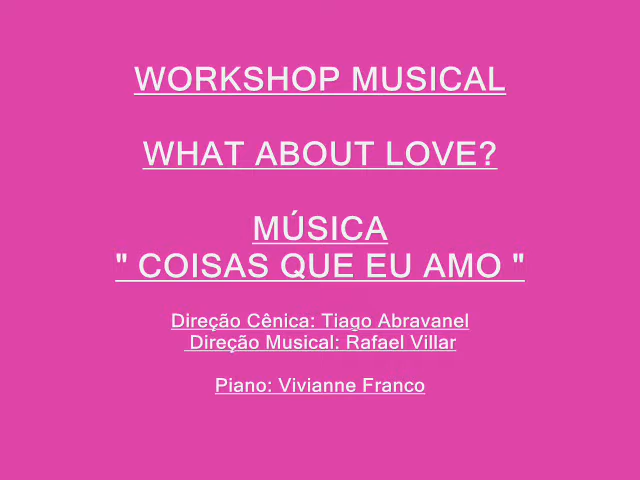 WORKSHOP MUSICAL
WHAT ABOUT LOVE?
MÚSICA
" COISAS QUE EU AMO "
Direção Cênica: Tiago Abravanel
Direção Musical: Rafael Villar
Piano: Vivianne Franco